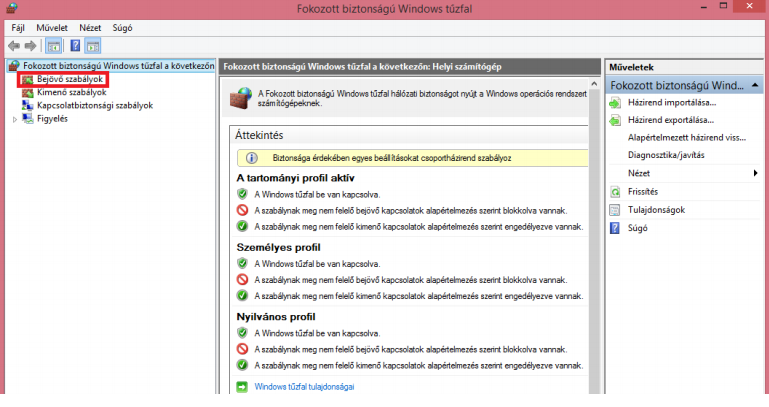 Fokozott biztonságú Windows tűzfal
Fájl Művelet Nézet Súgó
Fokozott biztonságú Windows tűzfal a következőn
Bejövő szabályok
Kimenő szabályok
Kapcsolatbiztonsági szabályok
Figyelés
Fokozott biztonságú Windows tűzfal a következőn: Helyi számítógép
A Fokozott biztonságú Windows tűzfal hálózati biztonságot nyújt a Windows operációs rendszert
számítógépeknek.
Áttekintés
Biztonsága érdekében egyes beállításokat csoportházirend szabályoz
A tartományi profil aktív
A Windows tűzfal be van kapcsolva.
A szabálynak meg nem felelő bejövő kapcsolatok alapértelmezés szerint blokkolva vannak.
A szabálynak meg nem felelő kimenő kapcsolatok alapértelmezés szerint engedélyezve vannak.
Személyes profil
A Windows tűzfal be van kapcsolva.
A szabálynak meg nem felelő bejövő kapcsolatok alapértelmezés szerint blokkolva vannak.
A szabálynak meg nem felelő kimenő kapcsolatok alapértelmezés szerint engedélyezve vannak.
Nyilvános profil
A Windows tűzfal be van kapcsolva.
A szabálynak meg nem felelő bejövő kapcsolatok alapértelmezés szerint blokkolva vannak.
A szabálynak meg nem felelő kimenő kapcsolatok alapértelmezés szerint engedélyezve vannak.
Windows tűzfal tulajdonságai
Műveletek
Fokozott biztonságú Wind...
Házirend importálása...
Házirend exportálása...
Alapértelmezett házirend viss...
Diagnosztika/javítás
Nézet
Frissítés
Tulajdonságok
Súgó